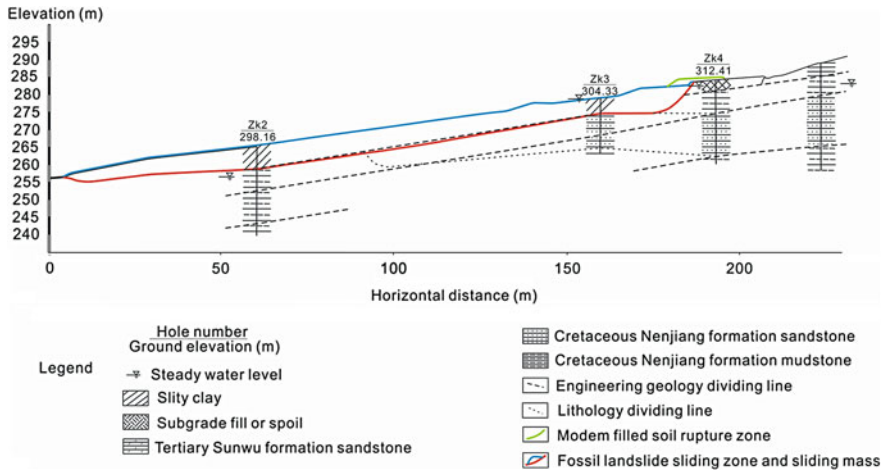 Elevation (m)
295
290
285
280
275
270
265
260
255
250
245
240
Zk2
298.16
Zk3
304.33
Zk4
312.41
0
50
100
150
200
Horizontal distance (m)
Legend
Hole number
Ground elevation (m)
Steady water level
Slity clay
Subgrade fill or spoil
Tertiary Sunwu formation sandstone
Cretaceous Nenjiang formation sandstone
Cretaceous Nenjiang formation mudstone
Engineering geology dividing line
Lithology dividing line
Modem filled soil rupture zone
Fossil landslide sliding zone and sliding mass